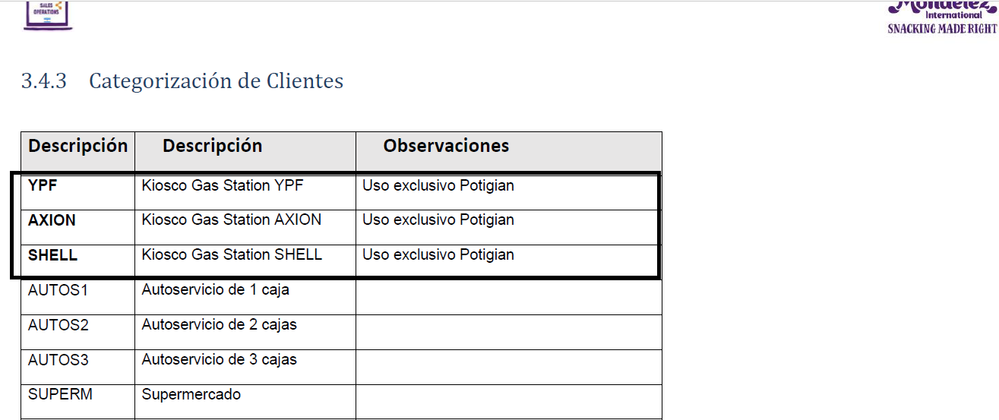 SALES
OPERATIONS
Mondelez
International
SNACKING MADE RIGHT
3.4.3 Categorización de Clientes
Descripción Descripción Observaciones
YPF Kiosco Gas Station YPF Uso exclusivo Potigian
AXION Kiosco Gas Station AXION Uso exclusivo Potigian
SHELL Kiosco Gas Station SHELL Uso exclusivo Potigian
AUTOS1 Autoservicio de 1 caja
AUTOS2 Autoservicio de 2 cajas
AUTOS3 Autoservicio de 3 cajas
SUPERM Supermercado